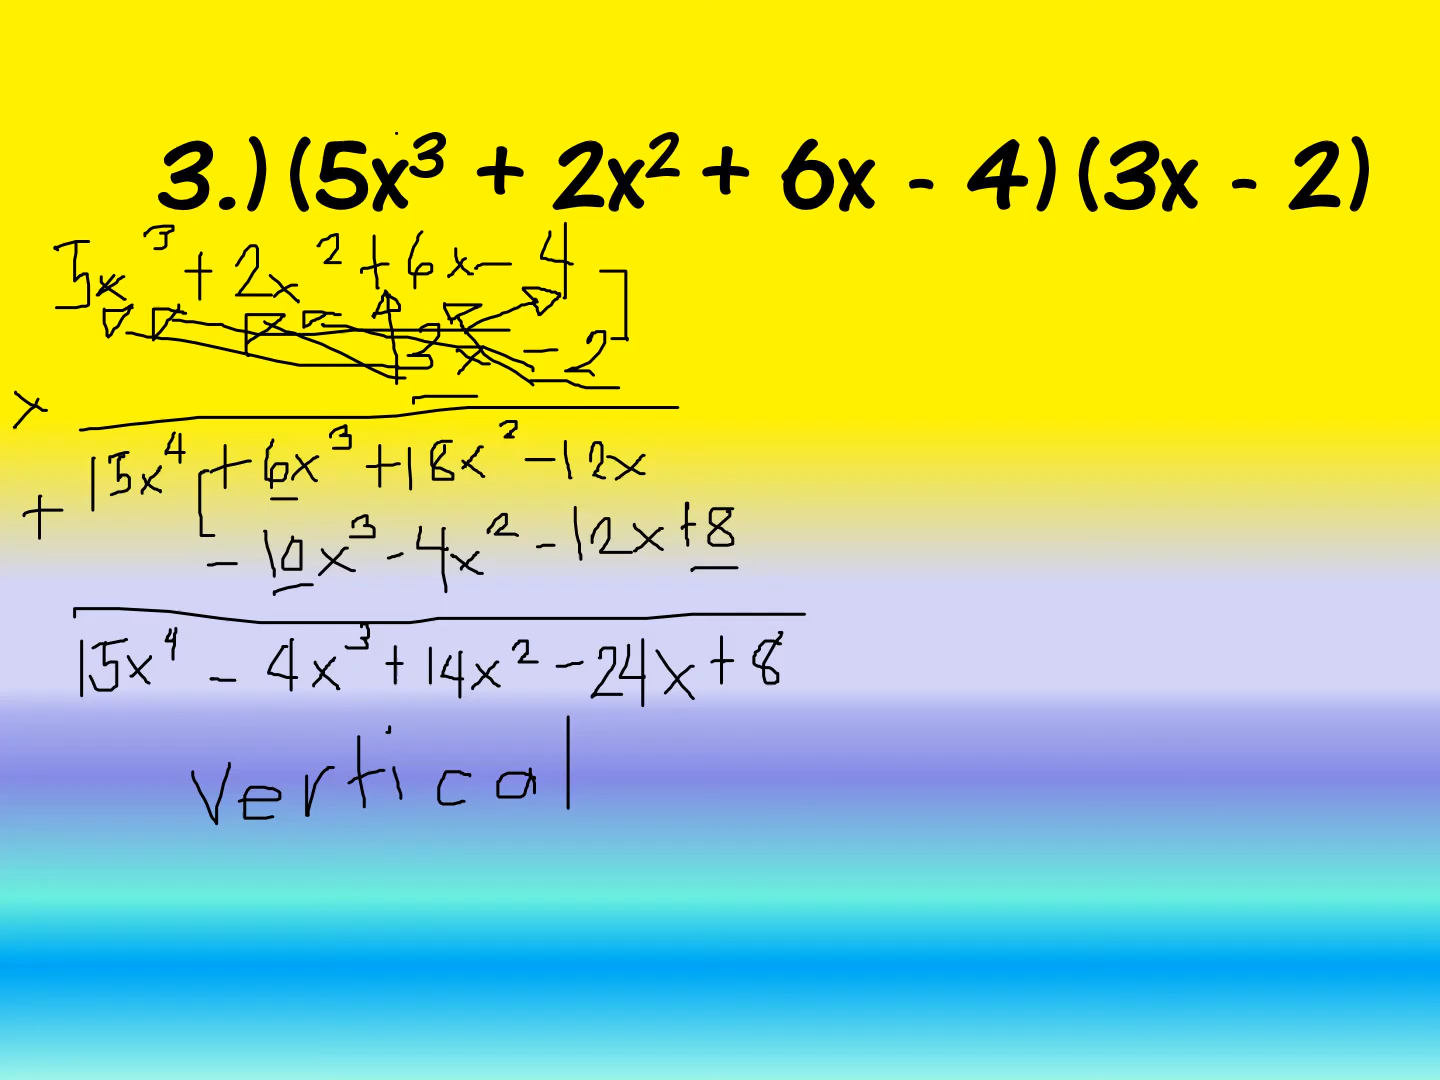 3.) (5x³ + 2x² + 6x - 4) (3x - 2)
5x³ + 2x² + 6x - 4
x 3x - 2
15x⁴ + 6x³ + 18x² - 12x
+ - 10x³ - 4x² - 12x + 8
15x⁴ - 4x³ + 14x² - 24x + 8
vertical